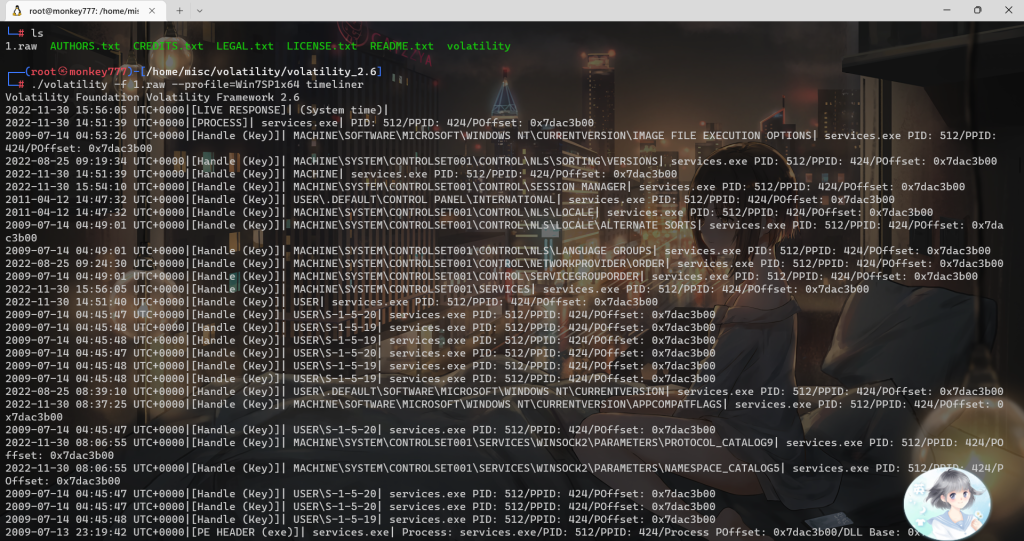 root@monkey777: /home/mis
ls
1.raw AUTHORS.txt CREDITS.txt LEGAL.txt LICENSE.txt README.txt volatility
(root㉿monkey777)-[/home/misc/volatility/volatility_2.6]
# ./volatility -f 1.raw --profile=Win7SP1x64 timeliner
Volatility Foundation Volatility Framework 2.6
2022-11-30 15:56:05 UTC+0000|[LIVE RESPONSE]| (System time)|
2022-11-30 14:51:39 UTC+0000|[PROCESS]| services.exe| PID: 512/PPID: 424/POffset: 0x7dac3b00
2009-07-14 04:53:26 UTC+0000|[Handle (Key)]| MACHINE\SOFTWARE\MICROSOFT\WINDOWS NT\CURRENTVERSION\IMAGE FILE EXECUTION OPTIONS| services.exe PID: 512/PPID:
424/POffset: 0x7dac3b00
2022-08-25 09:19:34 UTC+0000|[Handle (Key)]| MACHINE\SYSTEM\CONTROLSET001\CONTROL\NLS\SORTING\VERSIONS| services.exe PID: 512/PPID: 424/POffset: 0x7dac3b00
2022-11-30 14:51:39 UTC+0000|[Handle (Key)]| MACHINE| services.exe PID: 512/PPID: 424/POffset: 0x7dac3b00
2022-11-30 15:54:10 UTC+0000|[Handle (Key)]| MACHINE\SYSTEM\CONTROLSET001\CONTROL\SESSION MANAGER| services.exe PID: 512/PPID: 424/POffset: 0x7dac3b00
2011-04-12 14:47:32 UTC+0000|[Handle (Key)]| USER\.DEFAULT\CONTROL PANEL\INTERNATIONAL| services.exe PID: 512/PPID: 424/POffset: 0x7dac3b00
2011-04-12 14:47:32 UTC+0000|[Handle (Key)]| MACHINE\SYSTEM\CONTROLSET001\CONTROL\NLS\LOCALE| services.exe PID: 512/PPID: 424/POffset: 0x7dac3b00
2009-07-14 04:49:01 UTC+0000|[Handle (Key)]| MACHINE\SYSTEM\CONTROLSET001\CONTROL\NLS\LOCALE\ALTERNATE SORTS| services.exe PID: 512/PPID: 424/POffset: 0x7da
c3b00
2009-07-14 04:49:01 UTC+0000|[Handle (Key)]| MACHINE\SYSTEM\CONTROLSET001\CONTROL\NLS\LANGUAGE GROUPS| services.exe PID: 512/PPID: 424/POffset: 0x7dac3b00
2022-08-25 09:24:30 UTC+0000|[Handle (Key)]| MACHINE\SYSTEM\CONTROLSET001\CONTROL\NETWORKPROVIDER\ORDER| services.exe PID: 512/PPID: 424/POffset: 0x7dac3b00
2009-07-14 04:49:01 UTC+0000|[Handle (Key)]| MACHINE\SYSTEM\CONTROLSET001\CONTROL\SERVICEGROUPORDER| services.exe PID: 512/PPID: 424/POffset: 0x7dac3b00
2022-11-30 15:56:05 UTC+0000|[Handle (Key)]| MACHINE\SYSTEM\CONTROLSET001\SERVICES| services.exe PID: 512/PPID: 424/POffset: 0x7dac3b00
2022-11-30 14:51:40 UTC+0000|[Handle (Key)]| USER| services.exe PID: 512/PPID: 424/POffset: 0x7dac3b00
2009-07-14 04:45:47 UTC+0000|[Handle (Key)]| USER\S-1-5-20| services.exe PID: 512/PPID: 424/POffset: 0x7dac3b00
2009-07-14 04:45:48 UTC+0000|[Handle (Key)]| USER\S-1-5-19| services.exe PID: 512/PPID: 424/POffset: 0x7dac3b00
2009-07-14 04:45:48 UTC+0000|[Handle (Key)]| USER\S-1-5-19| services.exe PID: 512/PPID: 424/POffset: 0x7dac3b00
2009-07-14 04:45:47 UTC+0000|[Handle (Key)]| USER\S-1-5-20| services.exe PID: 512/PPID: 424/POffset: 0x7dac3b00
2009-07-14 04:45:48 UTC+0000|[Handle (Key)]| USER\S-1-5-19| services.exe PID: 512/PPID: 424/POffset: 0x7dac3b00
2009-07-14 04:45:48 UTC+0000|[Handle (Key)]| USER\S-1-5-19| services.exe PID: 512/PPID: 424/POffset: 0x7dac3b00
2022-08-25 08:39:10 UTC+0000|[Handle (Key)]| USER\.DEFAULT\SOFTWARE\MICROSOFT\WINDOWS NT\CURRENTVERSION| services.exe PID: 512/PPID: 424/POffset: 0x7dac3b00
2022-11-30 08:37:25 UTC+0000|[Handle (Key)]| MACHINE\SOFTWARE\MICROSOFT\WINDOWS NT\CURRENTVERSION\APPCOMPATFLAGS| services.exe PID: 512/PPID: 424/POffset: 0
x7dac3b00
2009-07-14 04:45:47 UTC+0000|[Handle (Key)]| USER\S-1-5-20| services.exe PID: 512/PPID: 424/POffset: 0x7dac3b00
2022-11-30 08:06:55 UTC+0000|[Handle (Key)]| MACHINE\SYSTEM\CONTROLSET001\SERVICES\WINSOCK2\PARAMETERS\PROTOCOL_CATALOG9| services.exe PID: 512/PPID: 424/PO
ffset: 0x7dac3b00
2022-11-30 08:06:55 UTC+0000|[Handle (Key)]| MACHINE\SYSTEM\CONTROLSET001\SERVICES\WINSOCK2\PARAMETERS\NAMESPACE_CATALOG5| services.exe PID: 512/PPID: 424/P
Offset: 0x7dac3b00
2009-07-14 04:45:47 UTC+0000|[Handle (Key)]| USER\S-1-5-20| services.exe PID: 512/PPID: 424/POffset: 0x7dac3b00
2009-07-14 04:45:47 UTC+0000|[Handle (Key)]| USER\S-1-5-20| services.exe PID: 512/PPID: 424/POffset: 0x7dac3b00
2009-07-14 04:45:48 UTC+0000|[Handle (Key)]| USER\S-1-5-19| services.exe PID: 512/PPID: 424/POffset: 0x7dac3b00
2009-07-13 23:19:42 UTC+0000|[PE HEADER (exe)]| services.exe| Process: services.exe/PID: 512/PPID: 424/Process POffset: 0x7dac3b00/DLL Base: